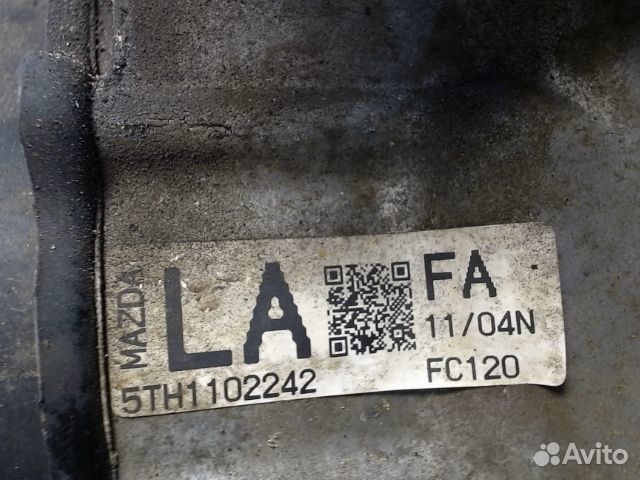 MAZDA
LA
FA
11/04N
5TH1102242
FC120
Avito